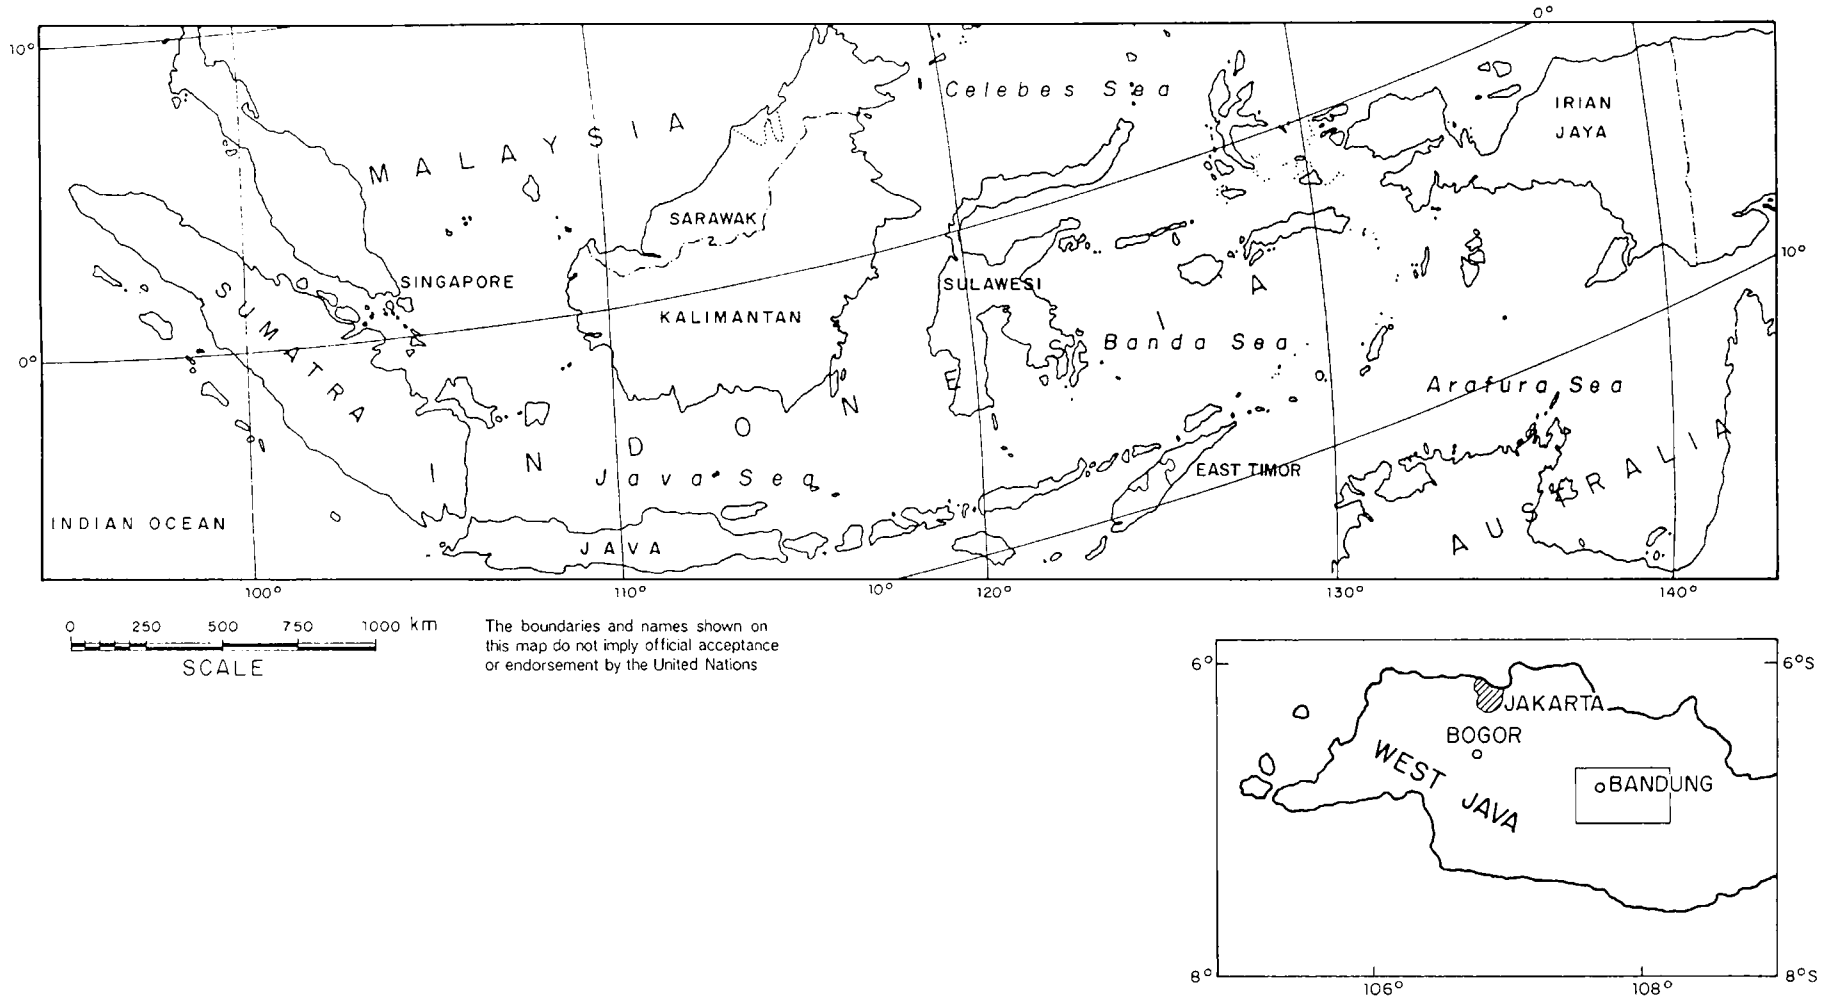 0°
10°
Celebes Sea
IRIAN
JAYA
MALAYSIA
SARAWAK
SINGAPORE
10°
SULAWESI
SUMATRA
KALIMANTAN
Banda Sea
0°
Arafura Sea
INDONESIA
Java Sea
EAST TIMOR
AUSTRALIA
INDIAN OCEAN
JAVA
100°
110°
10°
120°
130°
140°
0 250 500 750 1000 km
SCALE
The boundaries and names shown on
this map do not imply official acceptance
or endorsement by the United Nations
6°
6°S
JAKARTA
BOGOR
WEST
JAVA
BANDUNG
8°
8°S
106°
108°